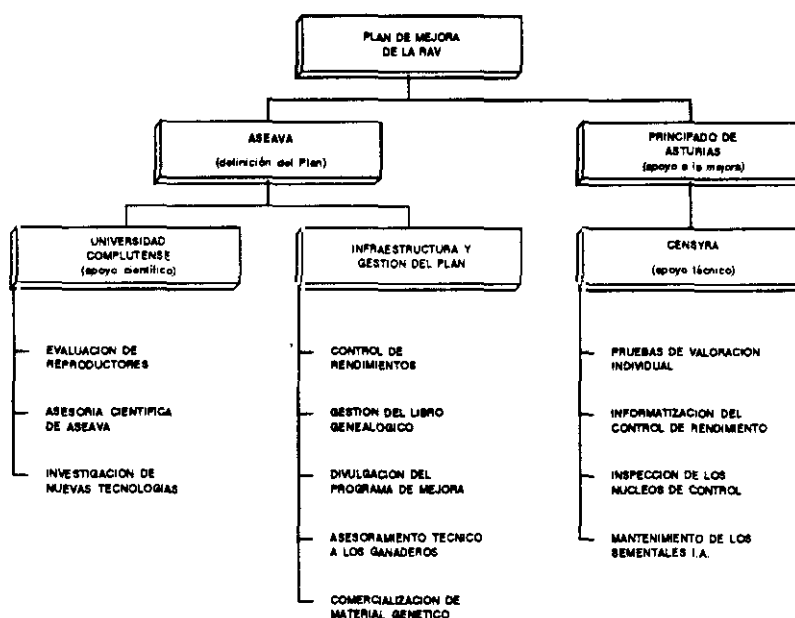 PLAN DE MEJORA
DE LA RAV
ASEAVA
(definición del Plan)
PRINCIPADO DE
ASTURIAS
(apoyo a la mejora)
UNIVERSIDAD
COMPLUTENSE
(apoyo científico)
INFRAESTRUCTURA Y
GESTION DEL PLAN
CENSYRA
(apoyo técnico)
EVALUACION DE
REPRODUCTORES
ASESORIA CIENTIFICA
DE ASEAVA
INVESTIGACION DE
NUEVAS TECNOLOGIAS
CONTROL DE
RENDIMIENTOS
GESTION DEL LIBRO
GENEALOGICO
DIVULGACION DEL
PROGRAMA DE MEJORA
ASESORAMIENTO TECNICO
A LOS GANADEROS
COMERCIALIZACION DE
MATERIAL GENETICO
PRUEBAS DE VALORACION
INDIVIDUAL
INFORMATIZACION DEL
CONTROL DE RENDIMIENTO
INSPECCION DE LOS
NUCLEOS DE CONTROL
MANTENIMIENTO DE LOS
SEMENTALES I.A.